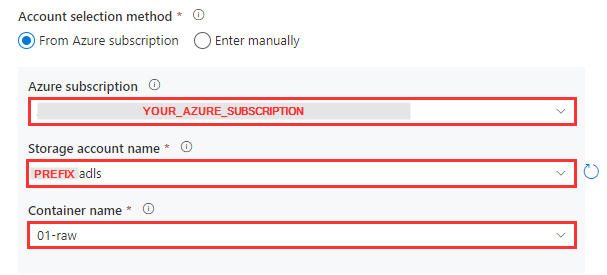 Account selection method *
From Azure subscription Enter manually
Azure subscription
YOUR_AZURE_SUBSCRIPTION
Storage account name *
PREFIX adls
Container name *
01-raw